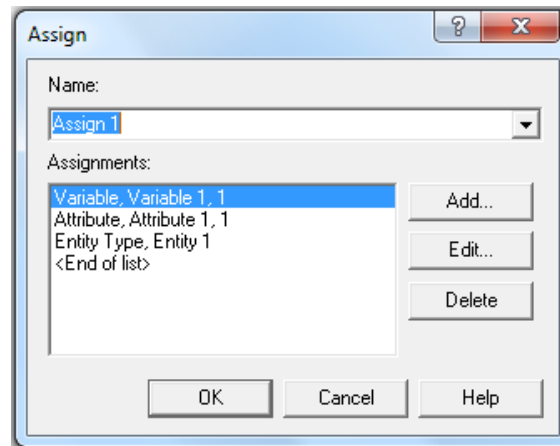 Assign
Name:
Assign 1
Assignments:
Variable, Variable 1, 1
Attribute, Attribute 1, 1
Entity Type, Entity 1
<End of list>
Add...
Edit...
Delete
OK
Cancel
Help